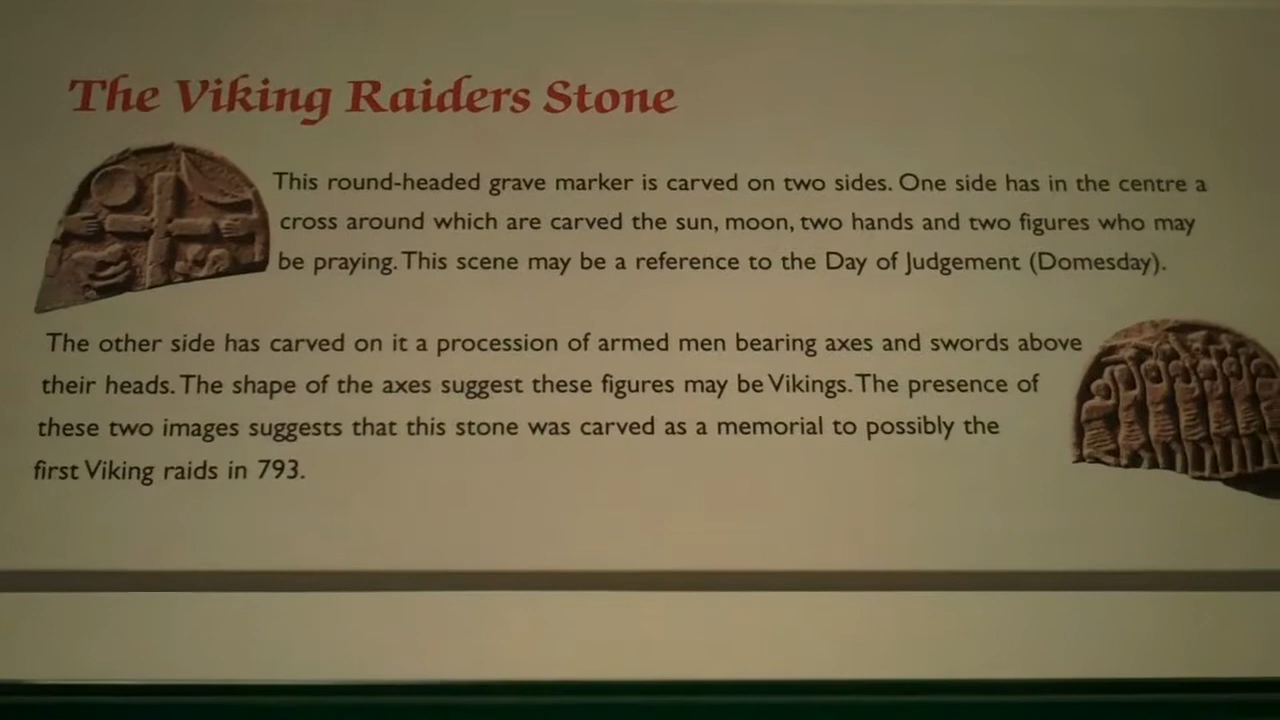 The Viking Raiders Stone
This round-headed grave marker is carved on two sides. One side has in the centre a
cross around which are carved the sun, moon, two hands and two figures who may
be praying. This scene may be a reference to the Day of Judgement (Domesday).
The other side has carved on it a procession of armed men bearing axes and swords above
their heads. The shape of the axes suggest these figures may be Vikings. The presence of
these two images suggests that this stone was carved as a memorial to possibly the
first Viking raids in 793.